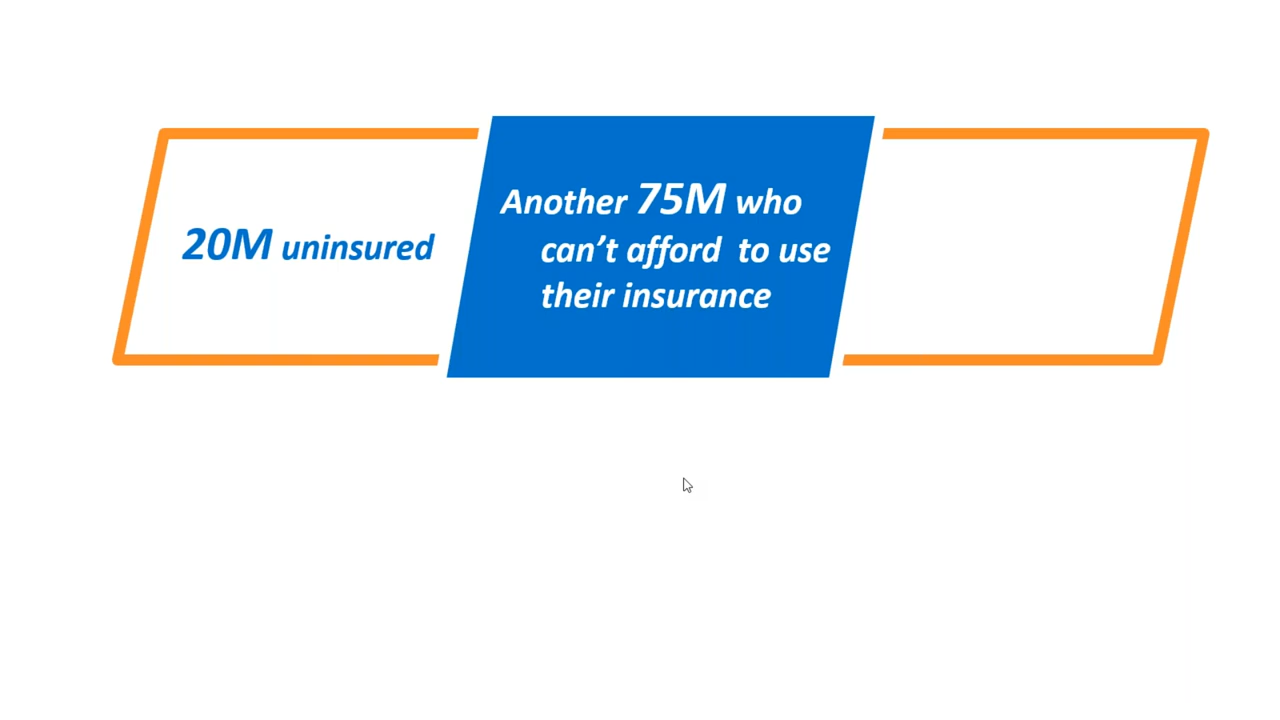 20M uninsured
Another 75M who
can’t afford  to use
their insurance